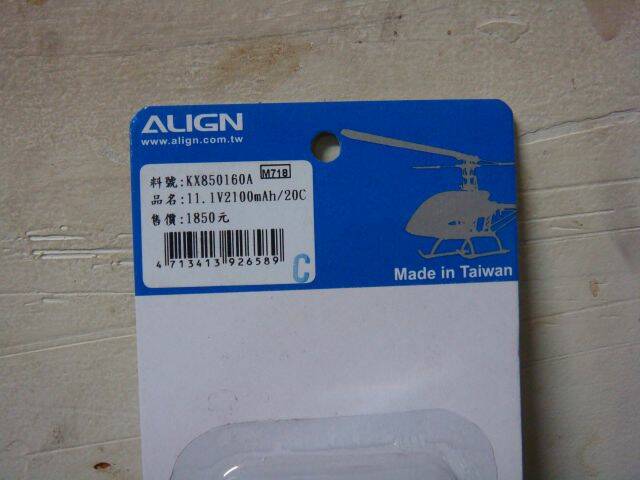 ALIGN
www.align.com.tw
料號:KX850160A M718
品名:11.1V2100mAh/20C
售價:1850元
4 713413 926589
C
Made in Taiwan